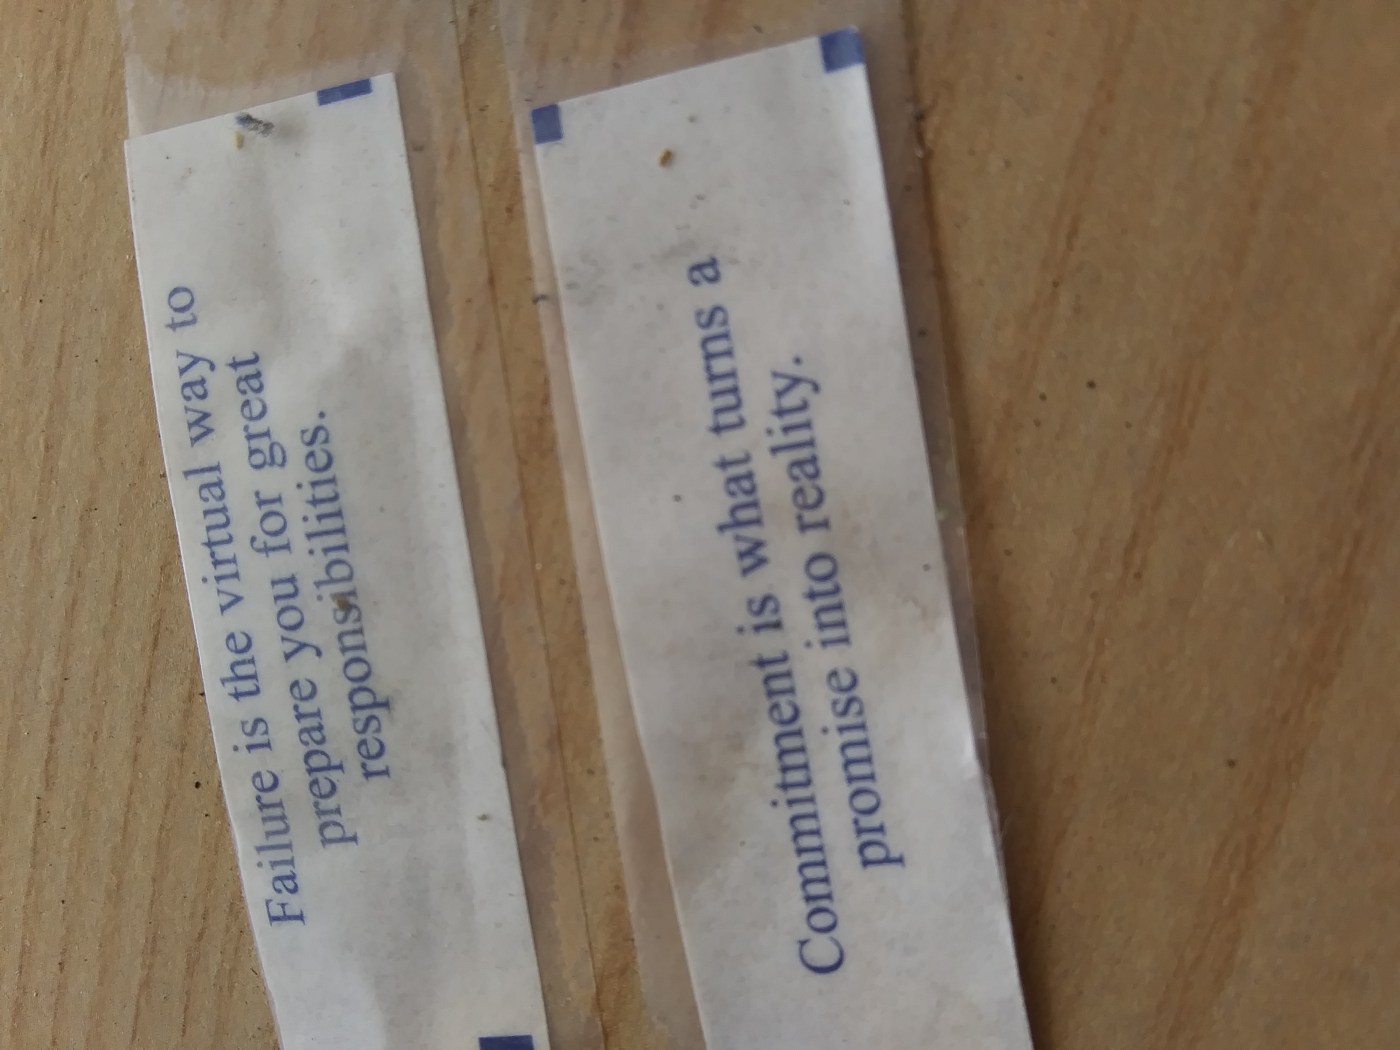 Failure is the virtual way to
prepare you for great
responsibilities.
Commitment is what turns a
promise into reality.